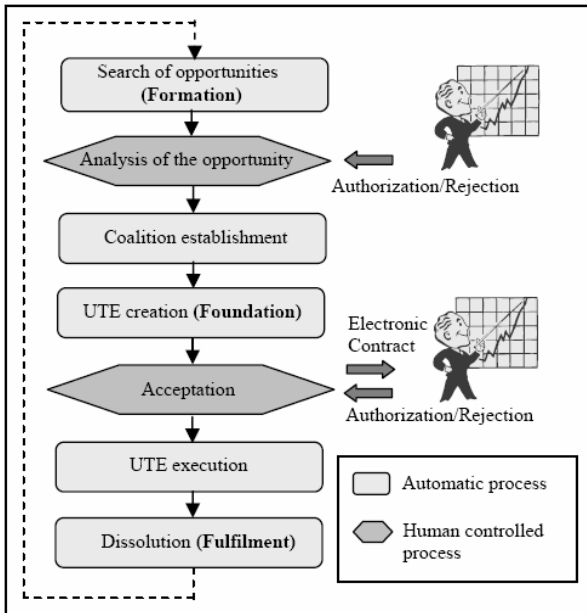 Search of opportunities
(Formation)
Analysis of the opportunity
Authorization/Rejection
Coalition establishment
UTE creation (Foundation)
Electronic
Contract
Acceptation
Authorization/Rejection
UTE execution
Dissolution (Fulfilment)
Automatic process
Human controlled
process